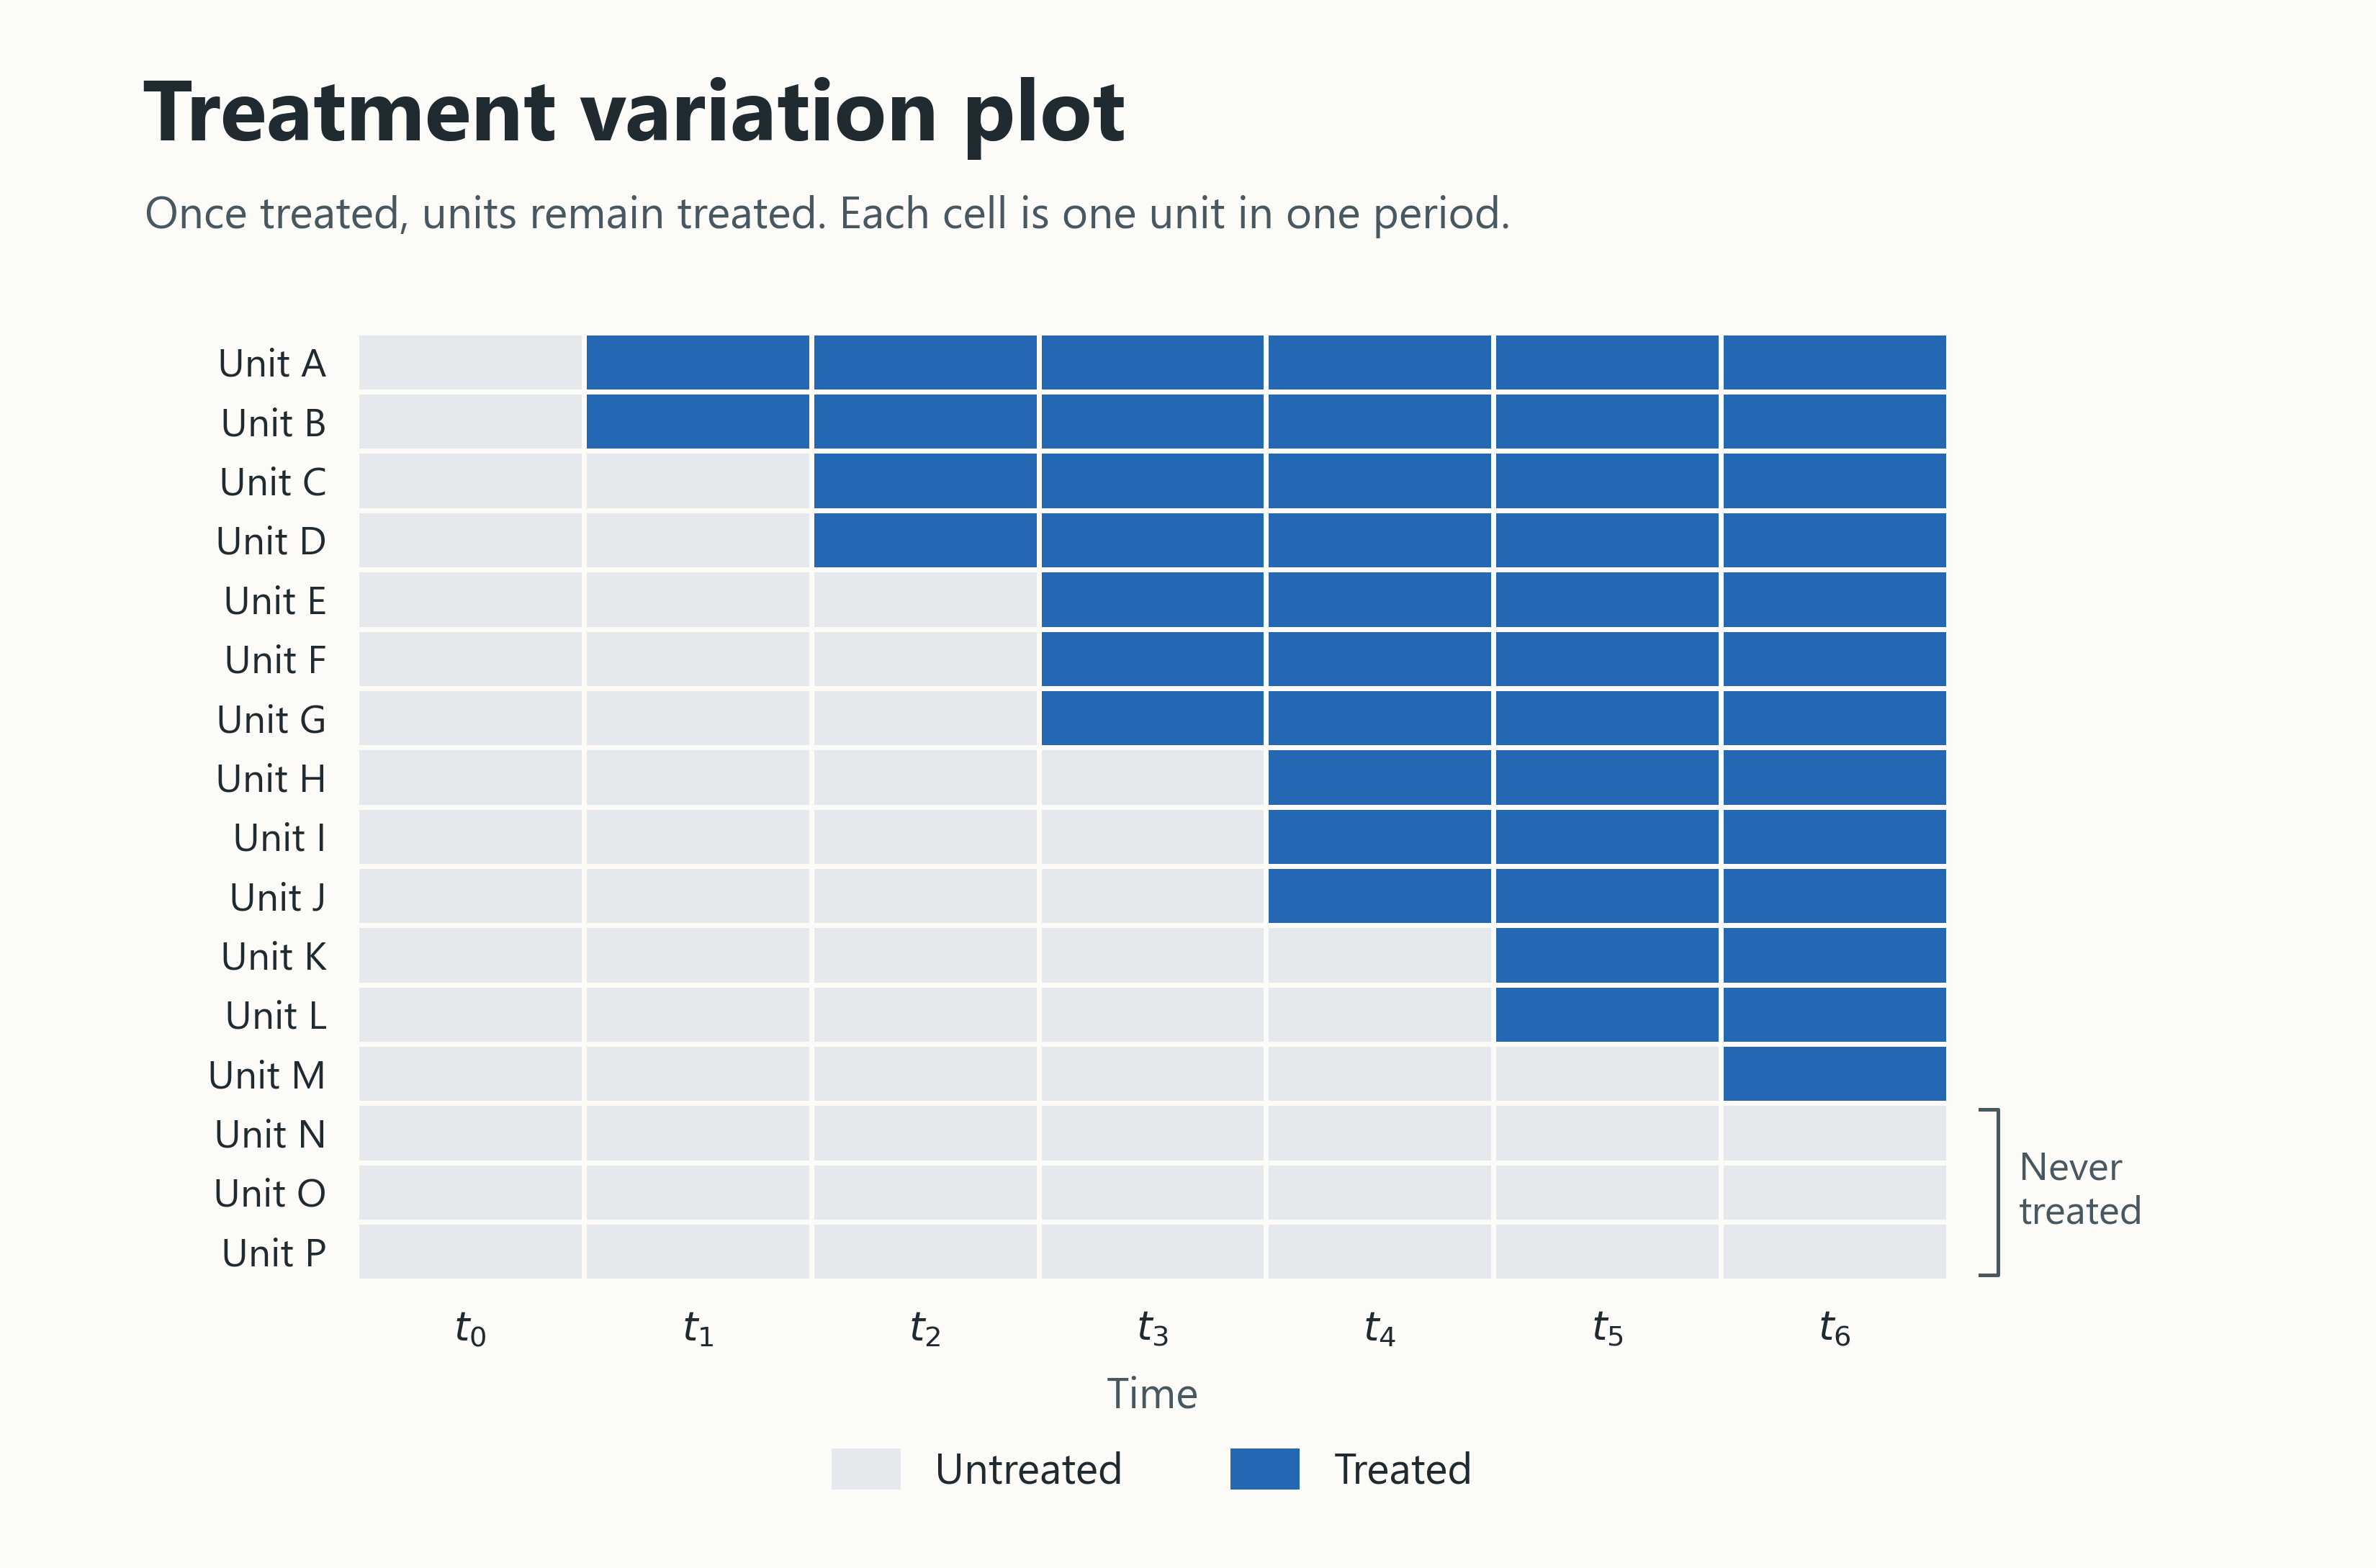 Treatment variation plot
Once treated, units remain treated. Each cell is one unit in one period.
Unit A
Unit B
Unit C
Unit D
Unit E
Unit F
Unit G
Unit H
Unit I
Unit J
Unit K
Unit L
Unit M
Unit N
Unit O
Unit P
Never
treated
t₀ t₁ t₂ t₃ t₄ t₅ t₆
Time
Untreated Treated